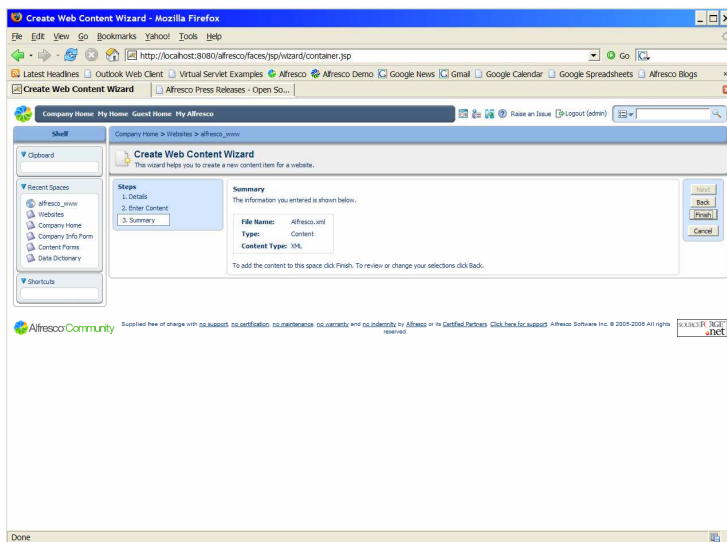 Create Web Content Wizard - Mozilla Firefox
File Edit View Go Bookmarks Yahoo! Tools Help
http://localhost:8080/alfresco/faces/jsp/wizard/container.jsp Go
Latest Headlines Outlook Web Client Virtual Servlet Examples Alfresco Alfresco Demo Google News Gmail Google Calendar Google Spreadsheets Alfresco Blogs
Create Web Content Wizard Alfresco Press Releases - Open So...
Company Home My Home Guest Home My Alfresco Raise an Issue Logout (admin)
Shelf
Company Home > Websites > alfresco_www
Clipboard
Create Web Content Wizard
This wizard helps you to create a new content item for a website.
Recent Spaces
alfresco_www
Websites
Company Home
Company Info Form
Content Forms
Data Dictionary
Shortcuts
Steps
1. Details
2. Enter Content
3. Summary
Summary
The information you entered is shown below.
File Name: Alfresco.xml
Type: Content
Content Type: XML
To add the content to this space click Finish. To review or change your selections click Back.
Next
Back
Finish
Cancel
Alfresco Community
Supplied free of charge with no support, no certification, no maintenance, no warranty and no indemnity by Alfresco or its Certified Partners. Click here for support. Alfresco Software Inc. © 2005-2006 All rights
reserved.
SOURCEFORGE
.net
Done